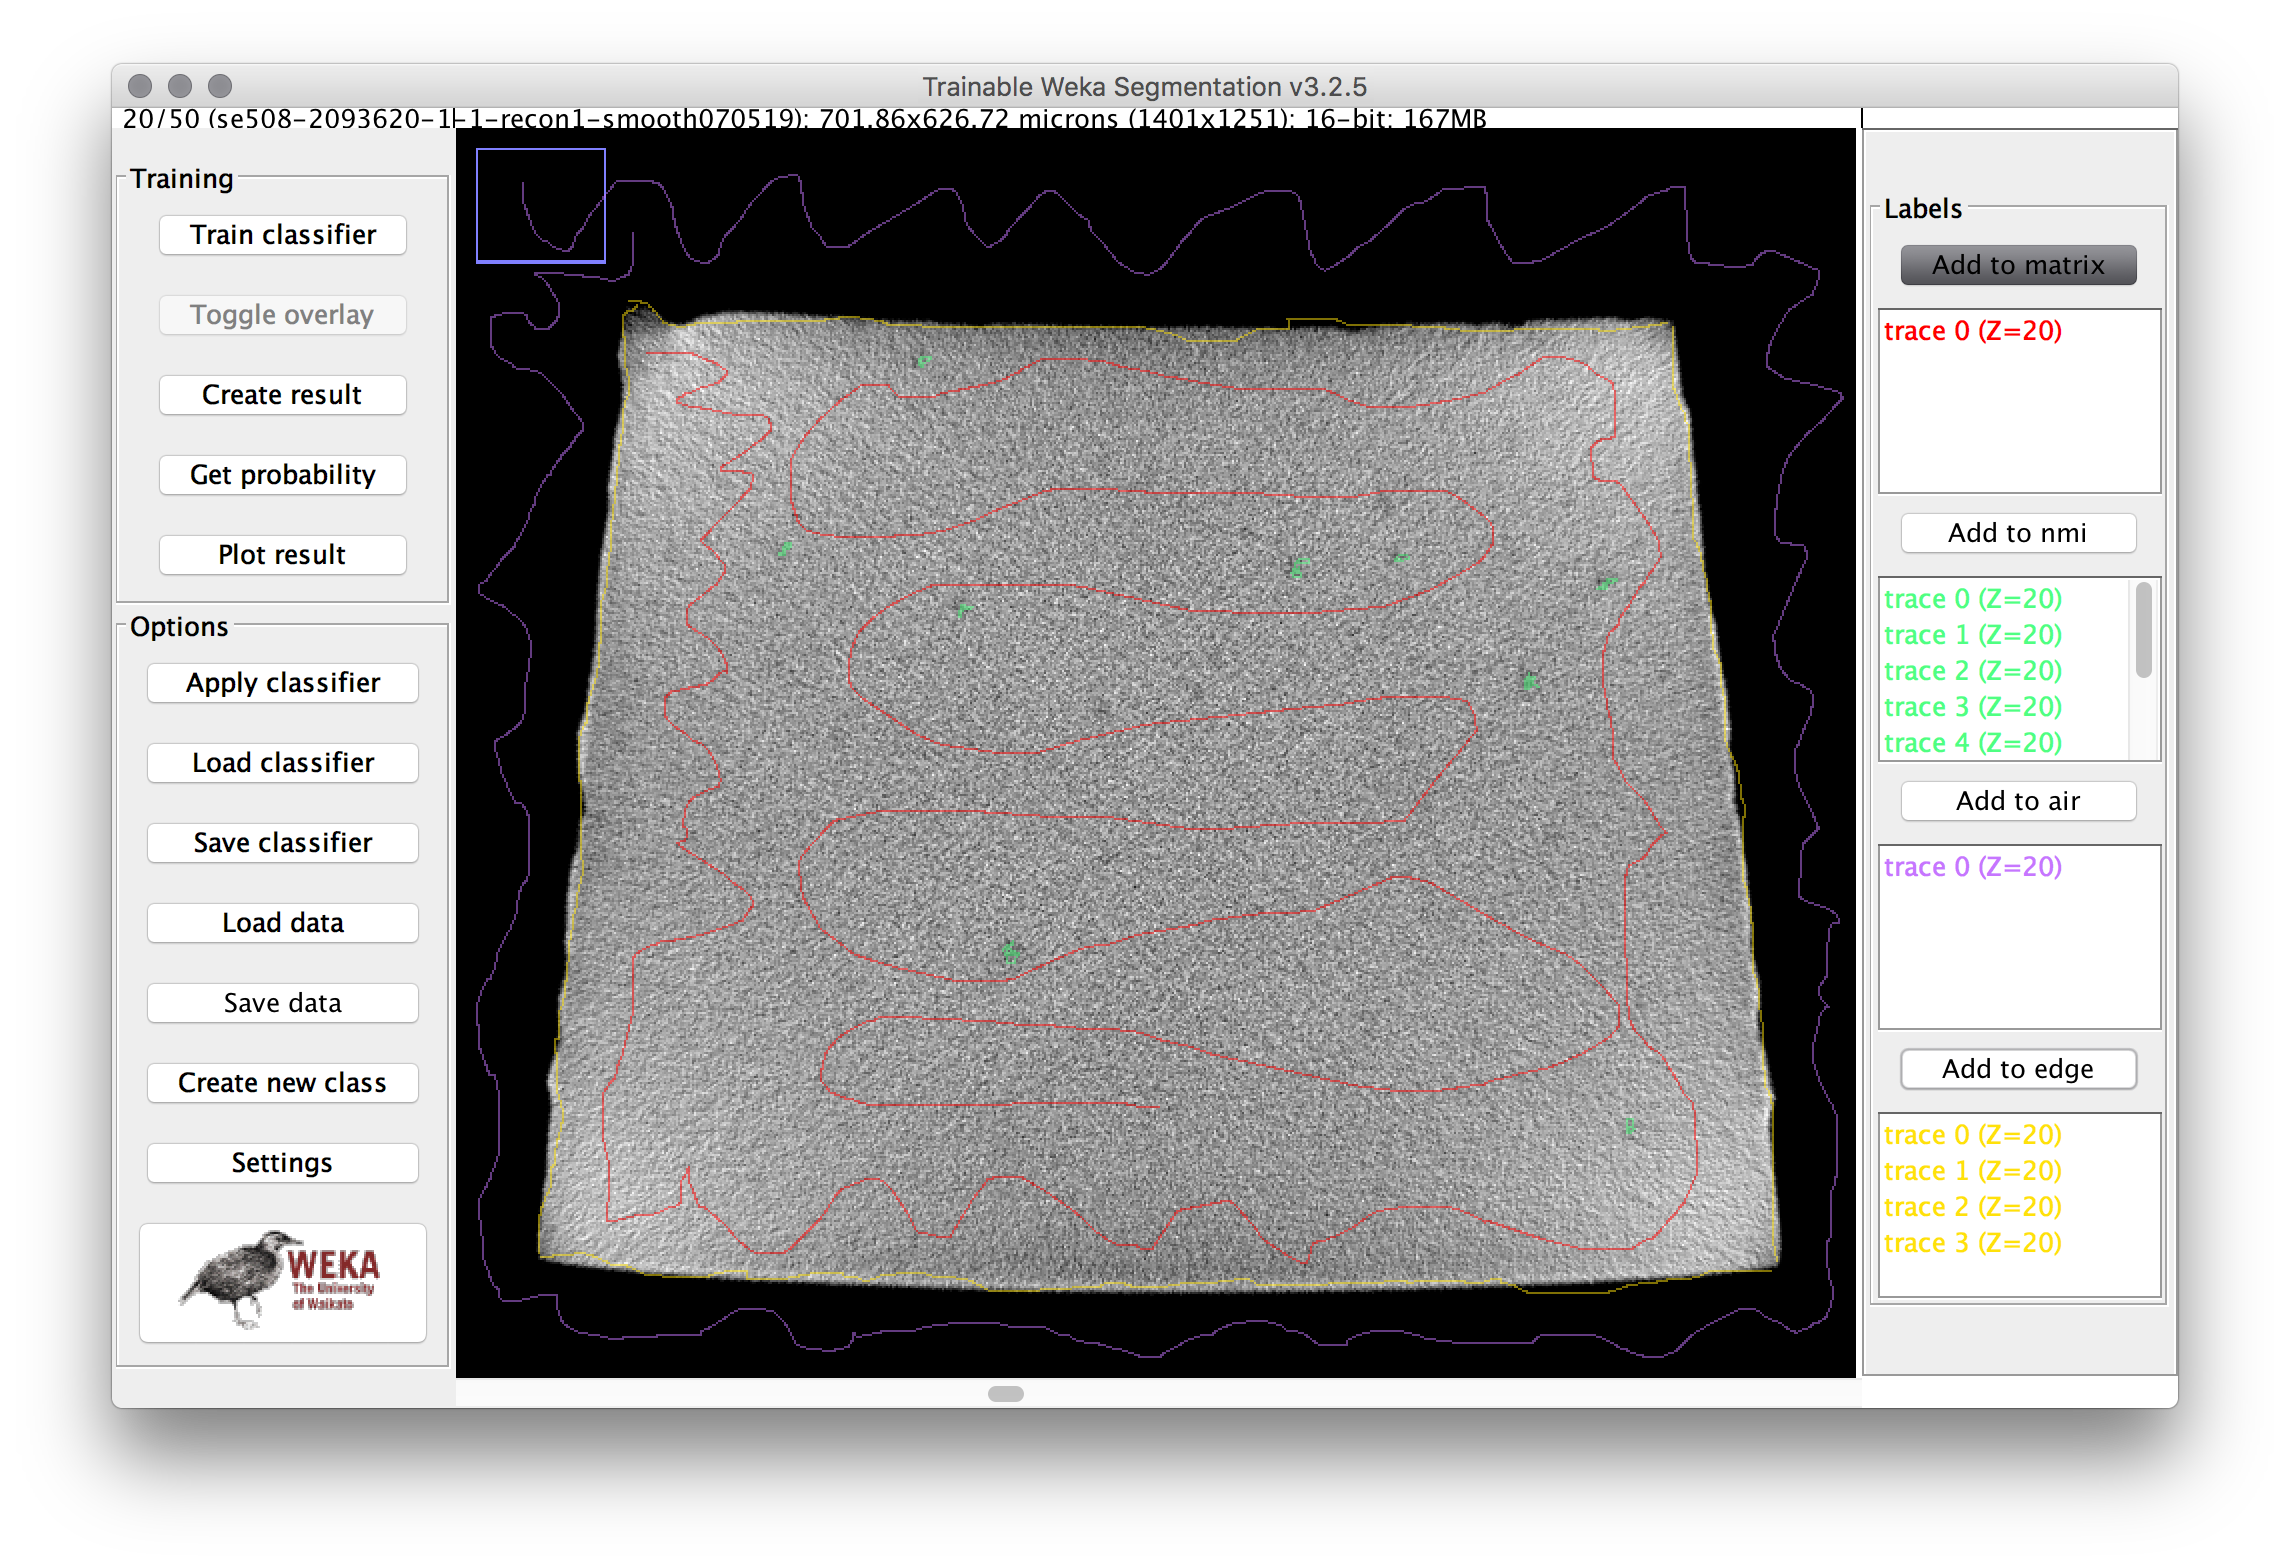 Trainable Weka Segmentation v3.2.5
20/50 (se508-2093620-1-1-recon1-smooth070519); 701.86x626.72 microns (1401x1251); 16-bit; 167MB
Training
Train classifier
Toggle overlay
Create result
Get probability
Plot result
Options
Apply classifier
Load classifier
Save classifier
Load data
Save data
Create new class
Settings
WEKA
The University
of Waikato
Labels
Add to matrix
trace 0 (Z=20)
Add to nmi
trace 0 (Z=20)
trace 1 (Z=20)
trace 2 (Z=20)
trace 3 (Z=20)
trace 4 (Z=20)
Add to air
trace 0 (Z=20)
Add to edge
trace 0 (Z=20)
trace 1 (Z=20)
trace 2 (Z=20)
trace 3 (Z=20)